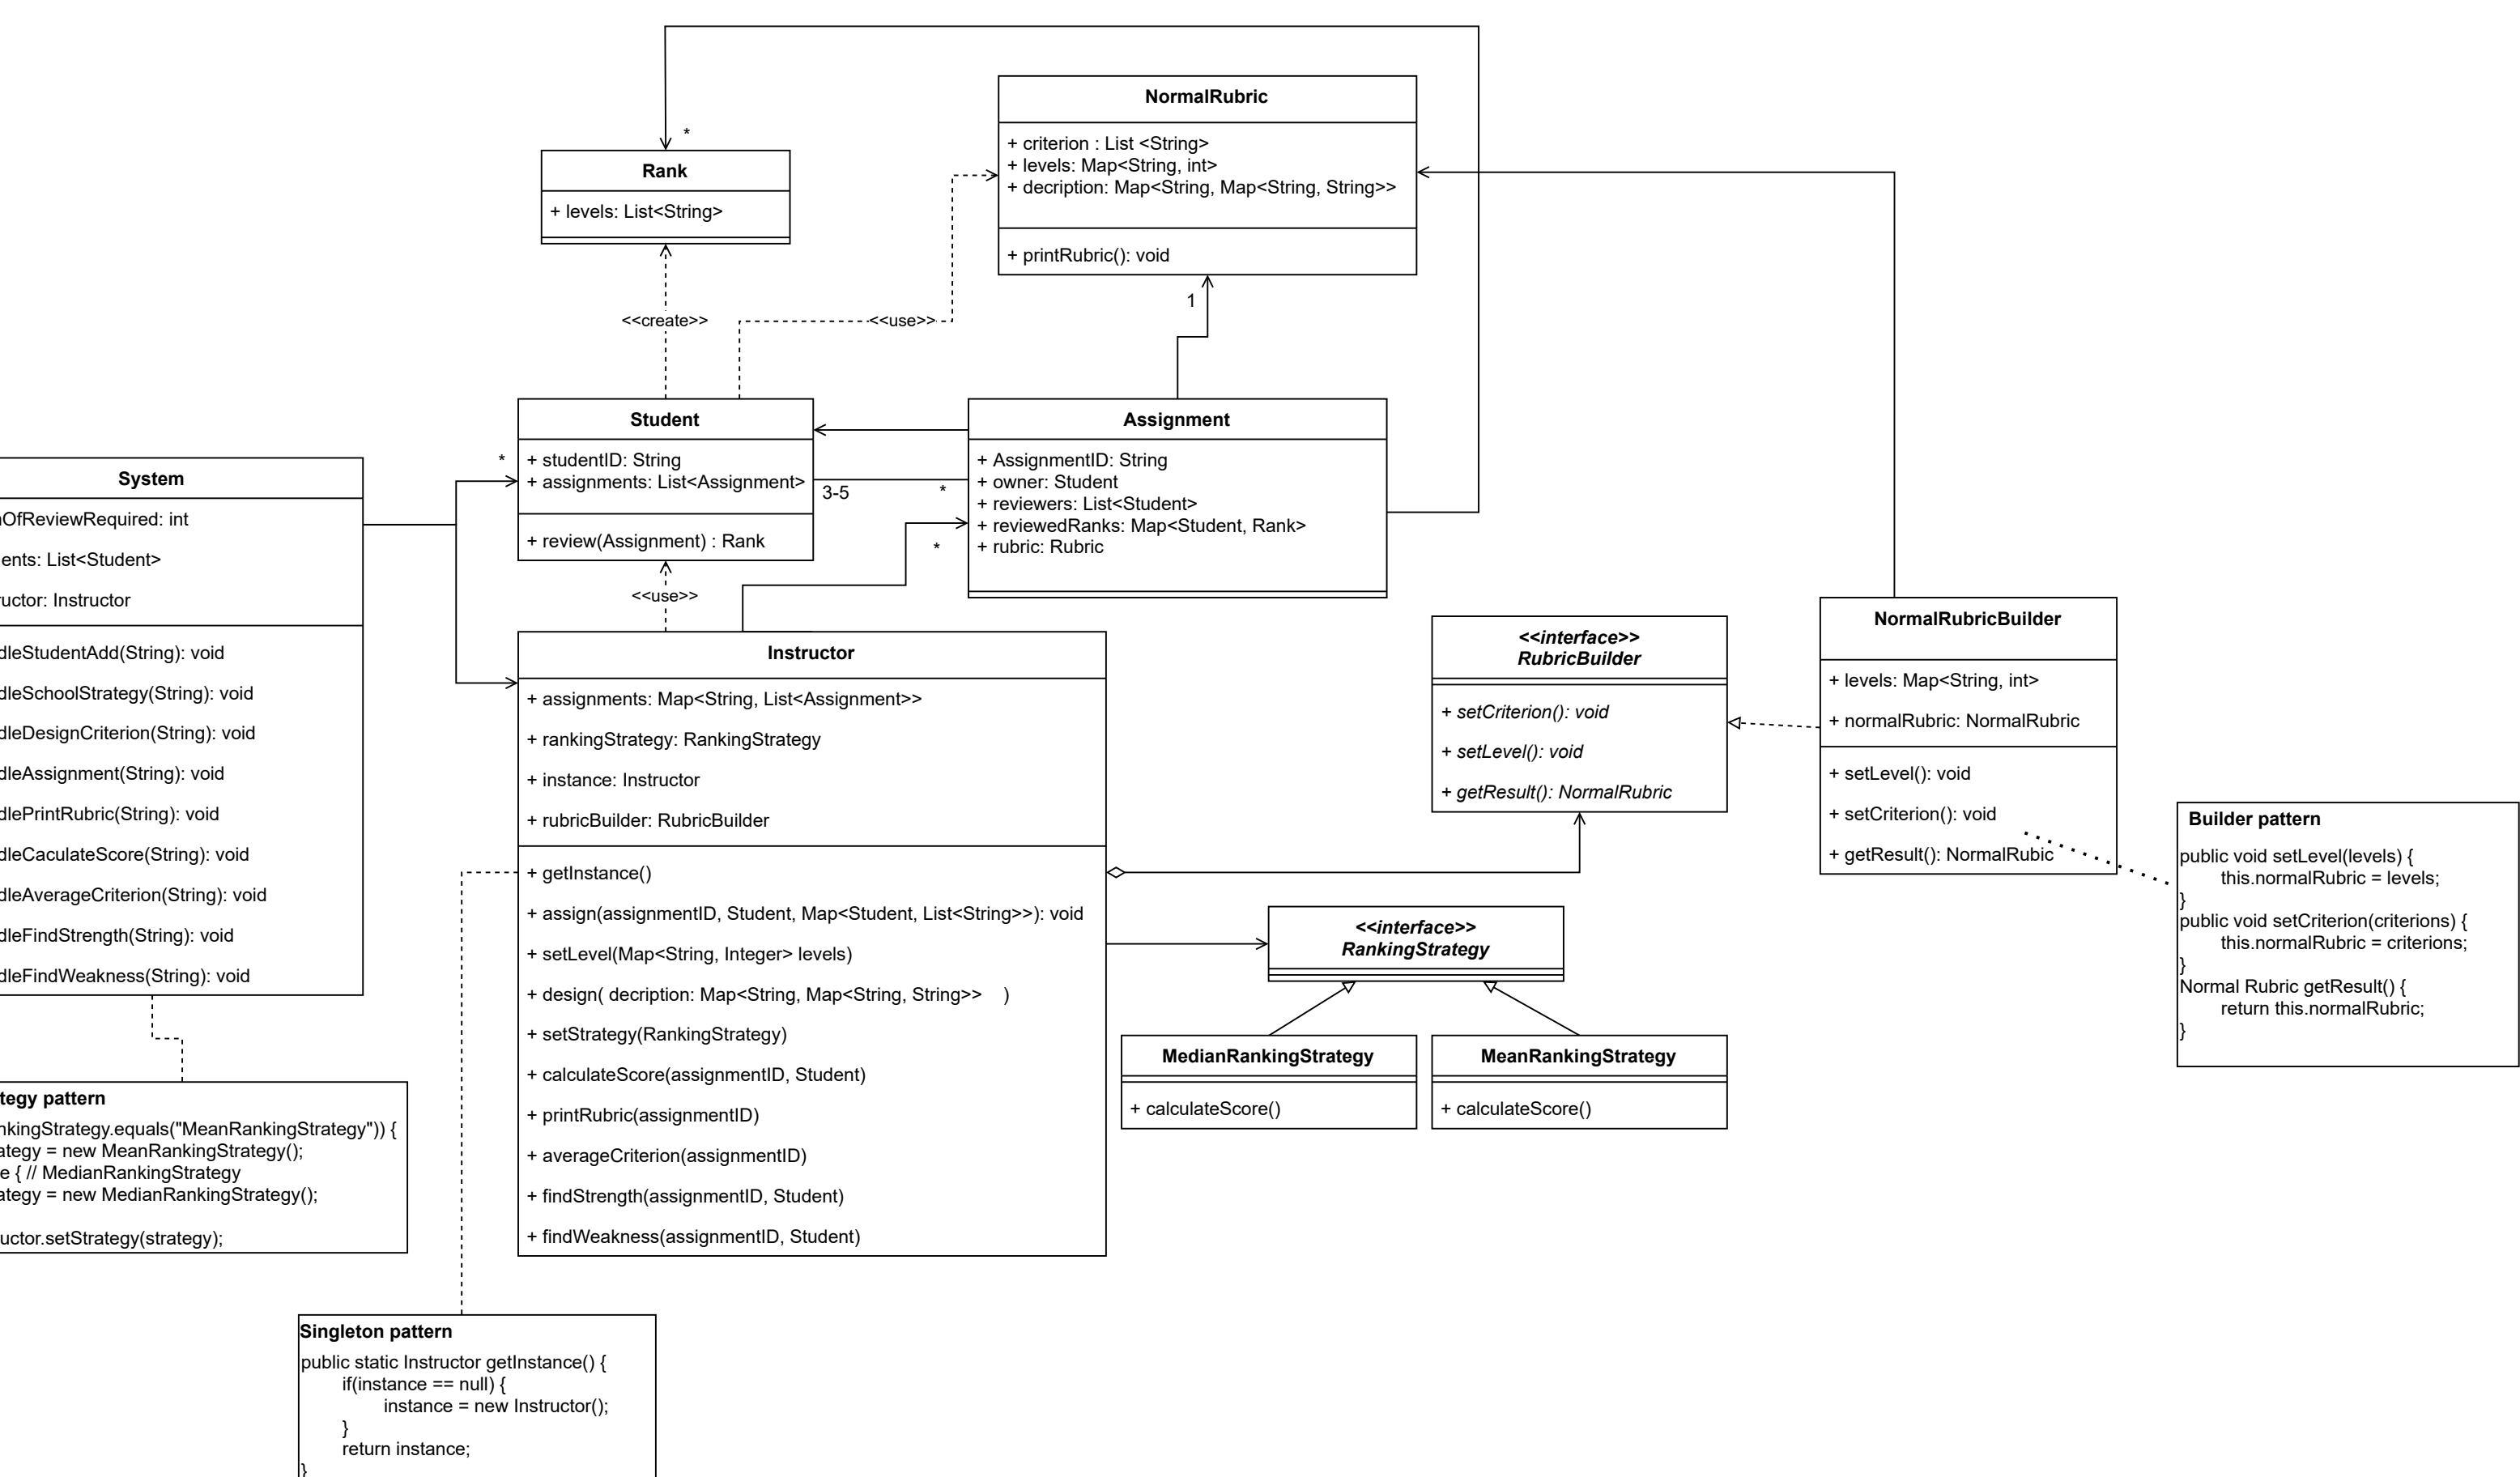 NormalRubric
+ criterion : List <String>
+ levels: Map<String, int>
+ decription: Map<String, Map<String, String>>
+ printRubric(): void
*
Rank
+ levels: List<String>
<<create>>
<<use>>
1
Student
+ studentID: String
+ assignments: List<Assignment>
+ review(Assignment) : Rank
*
3-5
*
*
Assignment
+ AssignmentID: String
+ owner: Student
+ reviewers: List<Student>
+ reviewedRanks: Map<Student, Rank>
+ rubric: Rubric
System
OfReviewRequired: int
ents: List<Student>
uctor: Instructor
dleStudentAdd(String): void
dleSchoolStrategy(String): void
dleDesignCriterion(String): void
dleAssignment(String): void
dlePrintRubric(String): void
dleCaculateScore(String): void
dleAverageCriterion(String): void
dleFindStrength(String): void
dleFindWeakness(String): void
<<use>>
Instructor
+ assignments: Map<String, List<Assignment>>
+ rankingStrategy: RankingStrategy
+ instance: Instructor
+ rubricBuilder: RubricBuilder
+ getInstance()
+ assign(assignmentID, Student, Map<Student, List<String>>): void
+ setLevel(Map<String, Integer> levels)
+ design( decription: Map<String, Map<String, String>> )
+ setStrategy(RankingStrategy)
+ calculateScore(assignmentID, Student)
+ printRubric(assignmentID)
+ averageCriterion(assignmentID)
+ findStrength(assignmentID, Student)
+ findWeakness(assignmentID, Student)
<<interface>>
RubricBuilder
+ setCriterion(): void
+ setLevel(): void
+ getResult(): NormalRubric
NormalRubricBuilder
+ levels: Map<String, int>
+ normalRubric: NormalRubric
+ setLevel(): void
+ setCriterion(): void
+ getResult(): NormalRubic
Builder pattern
public void setLevel(levels) {
this.normalRubric = levels;
}
public void setCriterion(criterions) {
this.normalRubric = criterions;
}
Normal Rubric getResult() {
return this.normalRubric;
}
<<interface>>
RankingStrategy
MedianRankingStrategy
+ calculateScore()
MeanRankingStrategy
+ calculateScore()
tegy pattern
nkingStrategy.equals("MeanRankingStrategy")) {
ategy = new MeanRankingStrategy();
e { // MedianRankingStrategy
ategy = new MedianRankingStrategy();
uctor.setStrategy(strategy);
Singleton pattern
public static Instructor getInstance() {
if(instance == null) {
instance = new Instructor();
}
return instance;
}